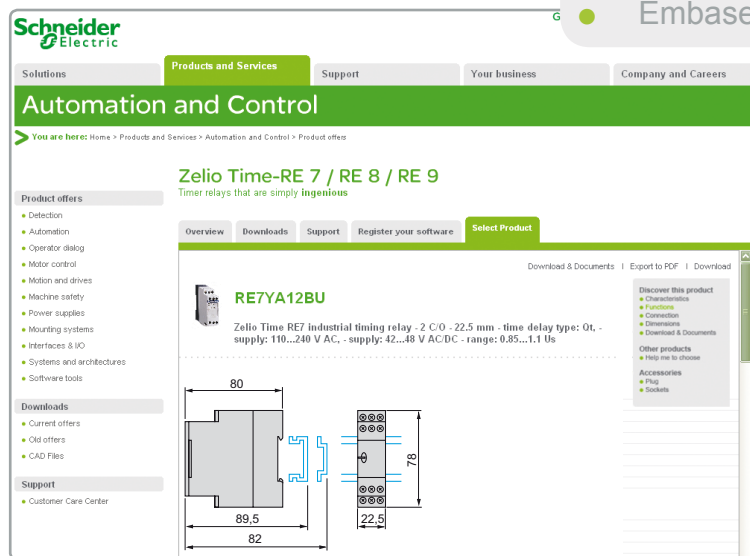 Schneider
Electric
G
Embase
Solutions
Products and Services
Support
Your business
Company and Careers
Automation and Control
You are here: Home > Products and Services > Automation and Control > Product offers
Zelio Time-RE 7 / RE 8 / RE 9
Timer relays that are simply ingenious
Product offers
Detection
Automation
Operator dialog
Motor control
Motion and drives
Machine safety
Power supplies
Mounting systems
Interfaces & I/O
Systems and architectures
Software tools
Downloads
Current offers
Old offers
CAD Files
Support
Customer Care Center
Overview
Downloads
Support
Register your software
Select Product
Download & Documents I Export to PDF I Download
RE7YA12BU
Zelio Time RE7 industrial timing relay - 2 C/O - 22.5 mm - time delay type: Qt, -
supply: 110...240 V AC, - supply: 42...48 V AC/DC - range: 0.85...1.1 Us
Discover this product
Characteristics
Functions
Connection
Dimensions
Download & Documents
Other products
Help me to choose
Accessories
Plug
Sockets
80
78
89,5
22,5
82